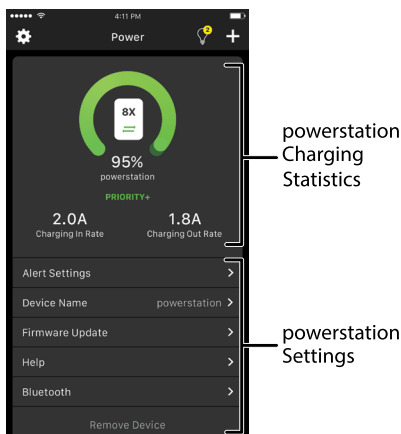 4:11 PM
Power
2
8X
95%
powerstation
PRIORITY+
2.0A 1.8A
Charging In Rate Charging Out Rate
Alert Settings
Device Name powerstation
Firmware Update
Help
Bluetooth
Remove Device
powerstation
Charging
Statistics
powerstation
Settings